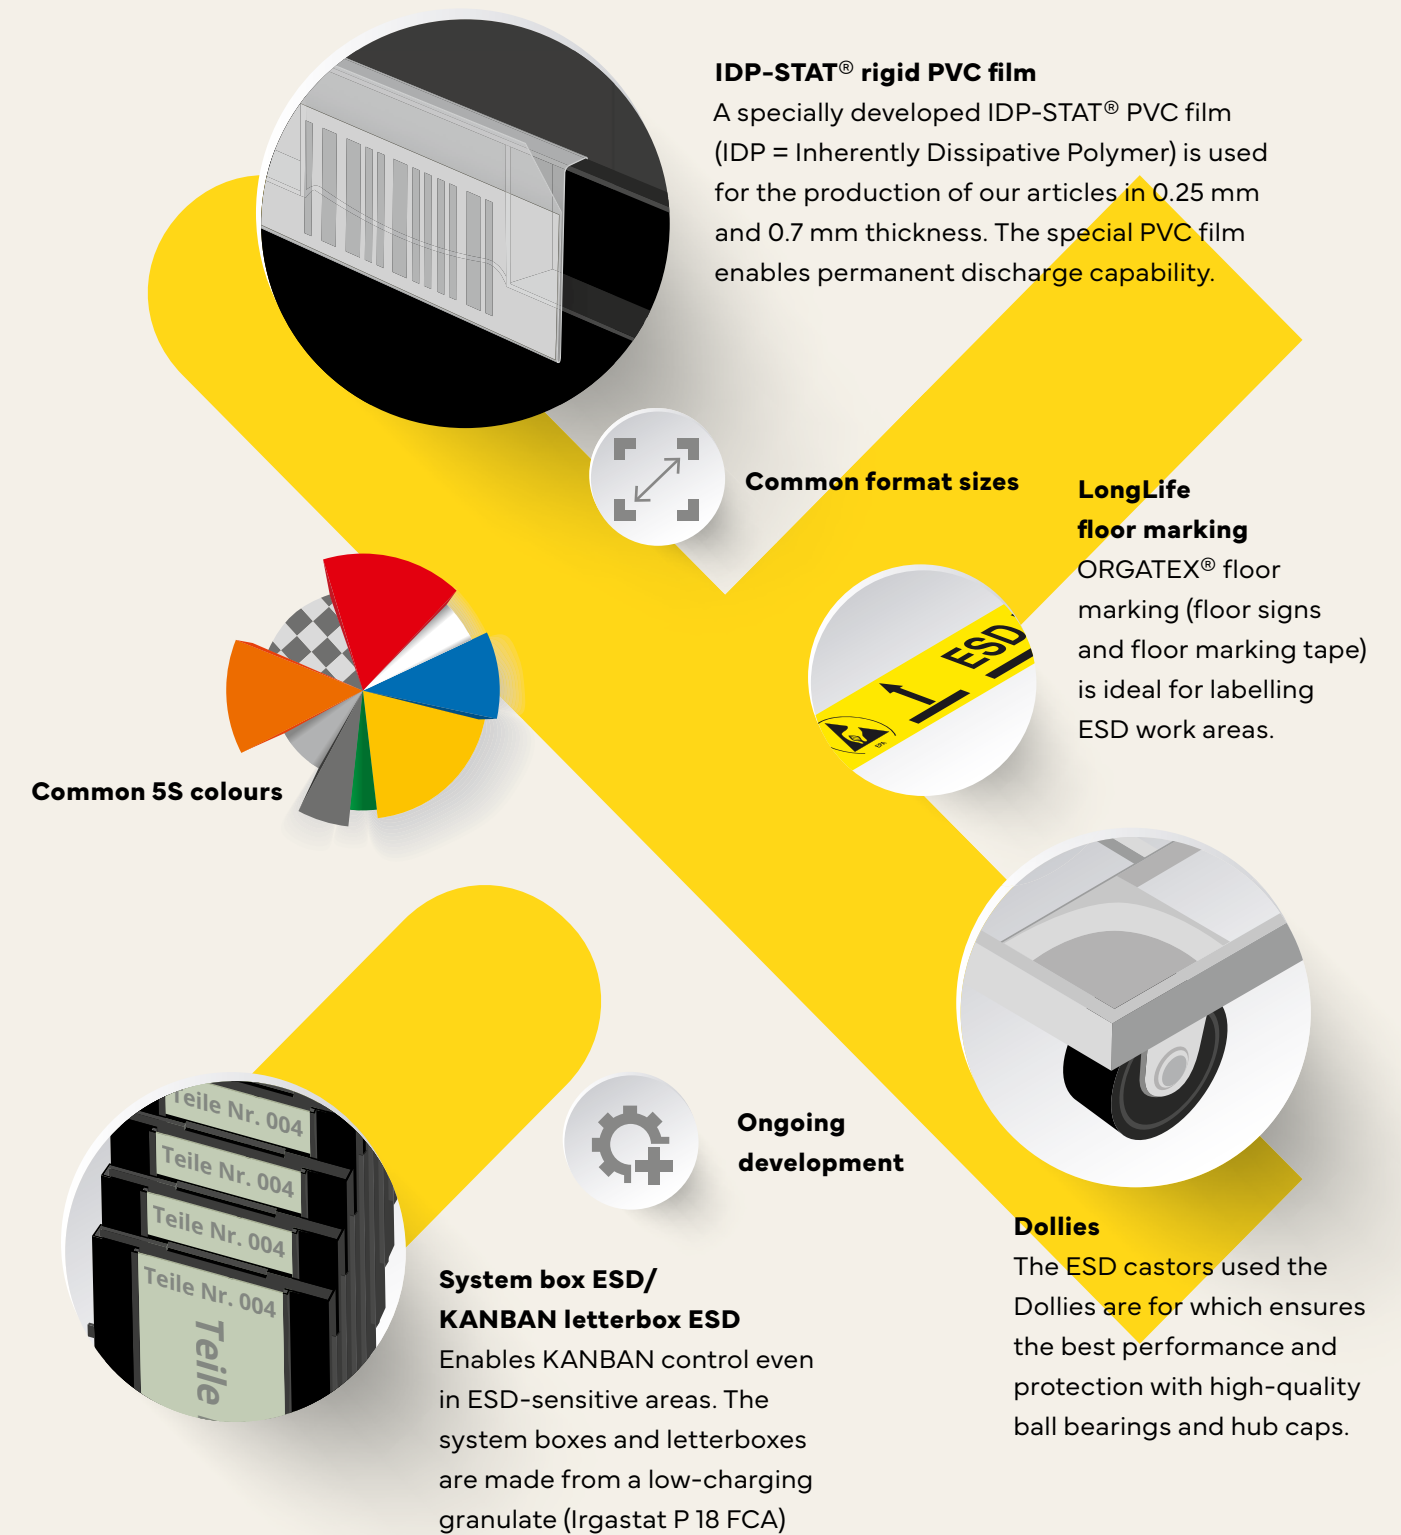 IDP-STAT® rigid PVC film
A specially developed IDP-STAT® PVC film
(IDP = Inherently Dissipative Polymer) is used
for the production of our articles in 0.25 mm
and 0.7 mm thickness. The special PVC film
enables permanent discharge capability.
Common format sizes
LongLife
floor marking
ORGATEX® floor
marking (floor signs
and floor marking tape)
is ideal for labelling
ESD work areas.
ESD
Common 5S colours
Teile Nr. 004
Teile Nr. 004
Teile Nr. 004
Teile Nr. 004
Teile
Ongoing
development
System box ESD/
KANBAN letterbox ESD
Enables KANBAN control even
in ESD-sensitive areas. The
system boxes and letterboxes
are made from a low-charging
granulate (Irgastat P 18 FCA)
Dollies
The ESD castors used the
Dollies are for which ensures
the best performance and
protection with high-quality
ball bearings and hub caps.